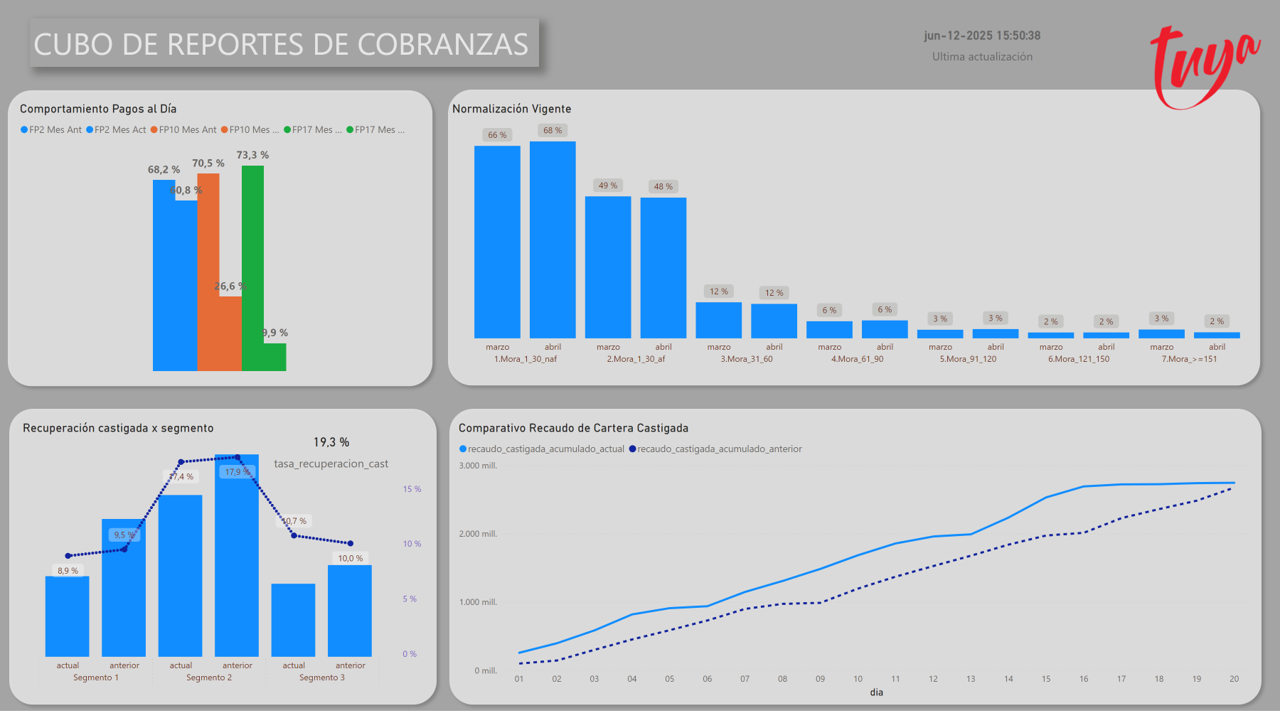 CUBO DE REPORTES DE COBRANZAS
jun-12-2025 15:50:38
Ultima actualización
tuya
Comportamiento Pagos al Día
FP2 Mes Ant FP2 Mes Act FP10 Mes Ant FP10 Mes ... FP17 Mes ... FP17 Mes ...
73,3 %
70,5 %
68,2 %
60,8 %
26,6 %
9,9 %
Normalización Vigente
66 % 68 % 49 % 48 % 12 % 12 % 6 % 6 % 3 % 3 % 2 % 2 % 3 % 2 %
marzo abril marzo abril marzo abril marzo abril marzo abril marzo abril marzo abril
1.Mora_1_30_naf 2.Mora_1_30_af 3.Mora_31_60 4.Mora_61_90 5.Mora_91_120 6.Mora_121_150 7.Mora_>=151
Recuperación castigada x segmento
19,3 %
tasa_recuperacion_cast
8,9 % 9,5 % 17,4 % 17,9 % 10,7 % 10,0 %
15 %
10 %
5 %
0 %
actual anterior actual anterior actual anterior
Segmento 1 Segmento 2 Segmento 3
Comparativo Recaudo de Cartera Castigada
recaudo_castigada_acumulado_actual recaudo_castigada_acumulado_anterior
3.000 mill.
2.000 mill.
1.000 mill.
0 mill.
01 02 03 04 05 06 07 08 09 10 11 12 13 14 15 16 17 18 19 20
dia